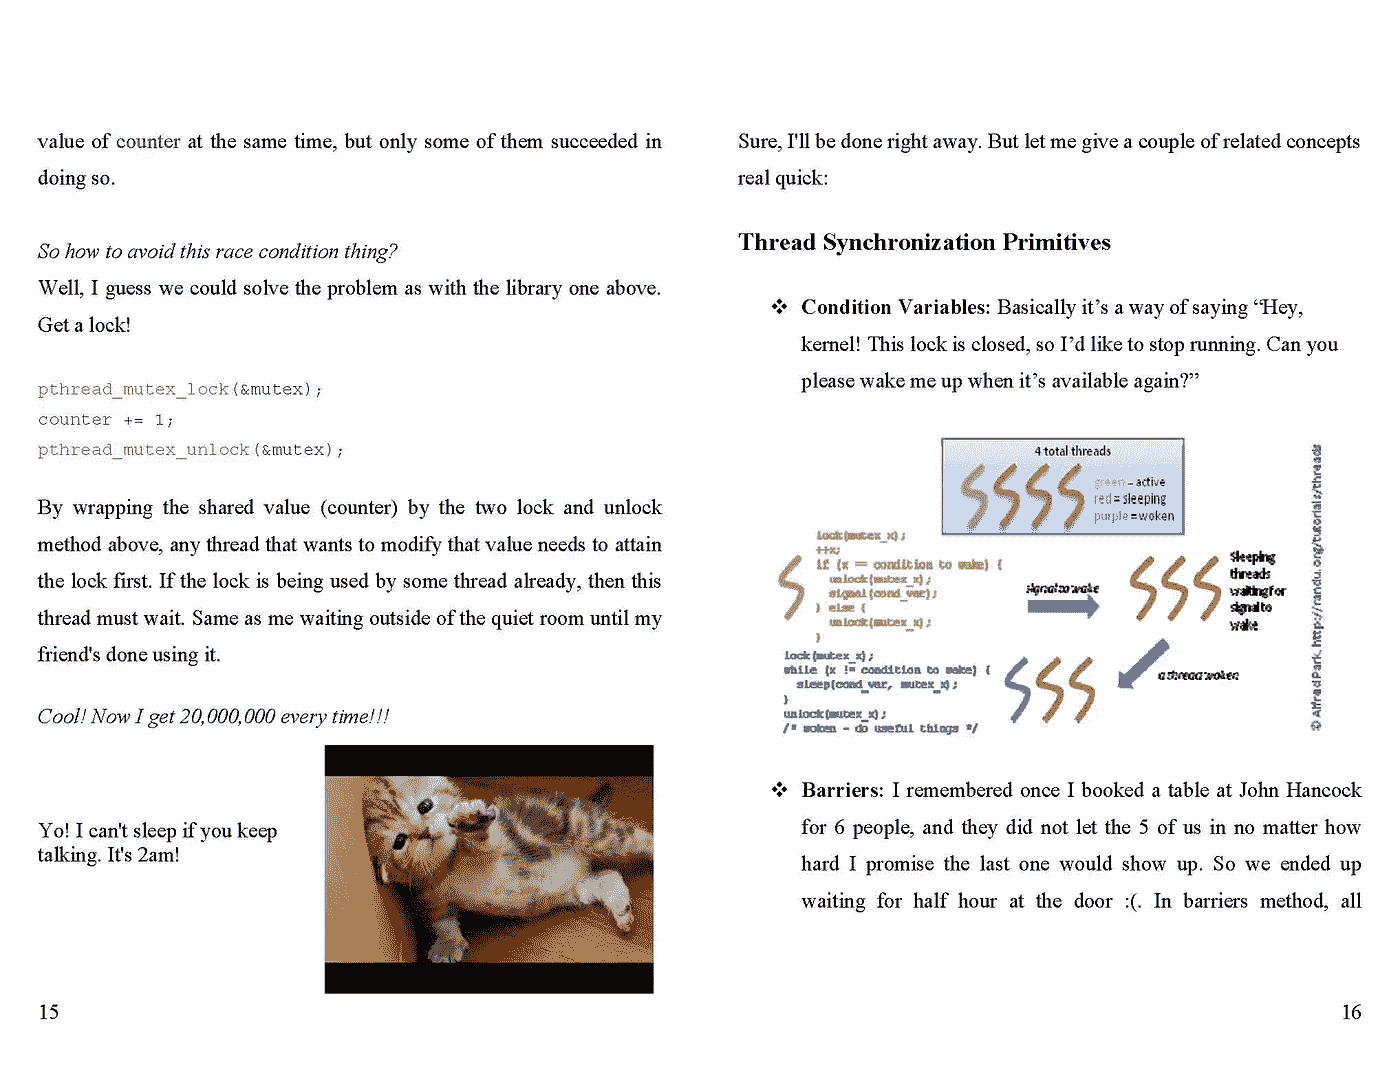 value of counter at the same time, but only some of them succeeded in
doing so.
So how to avoid this race condition thing?
Well, I guess we could solve the problem as with the library one above.
Get a lock!
pthread_mutex_lock(&mutex);
counter += 1;
pthread_mutex_unlock(&mutex);
By wrapping the shared value (counter) by the two lock and unlock
method above, any thread that wants to modify that value needs to attain
the lock first. If the lock is being used by some thread already, then this
thread must wait. Same as me waiting outside of the quiet room until my
friend's done using it.
Cool! Now I get 20,000,000 every time!!!
Yo! I can't sleep if you keep
talking. It's 2am!
15
Sure, I'll be done right away. But let me give a couple of related concepts
real quick:
Thread Synchronization Primitives
❖ Condition Variables: Basically it’s a way of saying “Hey,
kernel! This lock is closed, so I’d like to stop running. Can you
please wake me up when it’s available again?”
4 total threads
green = active
red = sleeping
purple = woken
lock(mutex_x);
++x;
if (x == condition to wake) {
unlock(mutex_x);
signal(cond_var);
} else {
unlock(mutex_x);
}
signal to wake
Sleeping
threads
waiting for
signal to
wake
lock(mutex_x);
while (x != condition to wake) {
sleep(cond_var, mutex_x);
}
unlock(mutex_x);
/* woken - do useful things */
a thread woken
© Alfred Park, http://randu.org/tutorials/threads
❖ Barriers: I remembered once I booked a table at John Hancock
for 6 people, and they did not let the 5 of us in no matter how
hard I promise the last one would show up. So we ended up
waiting for half hour at the door :(. In barriers method, all
16